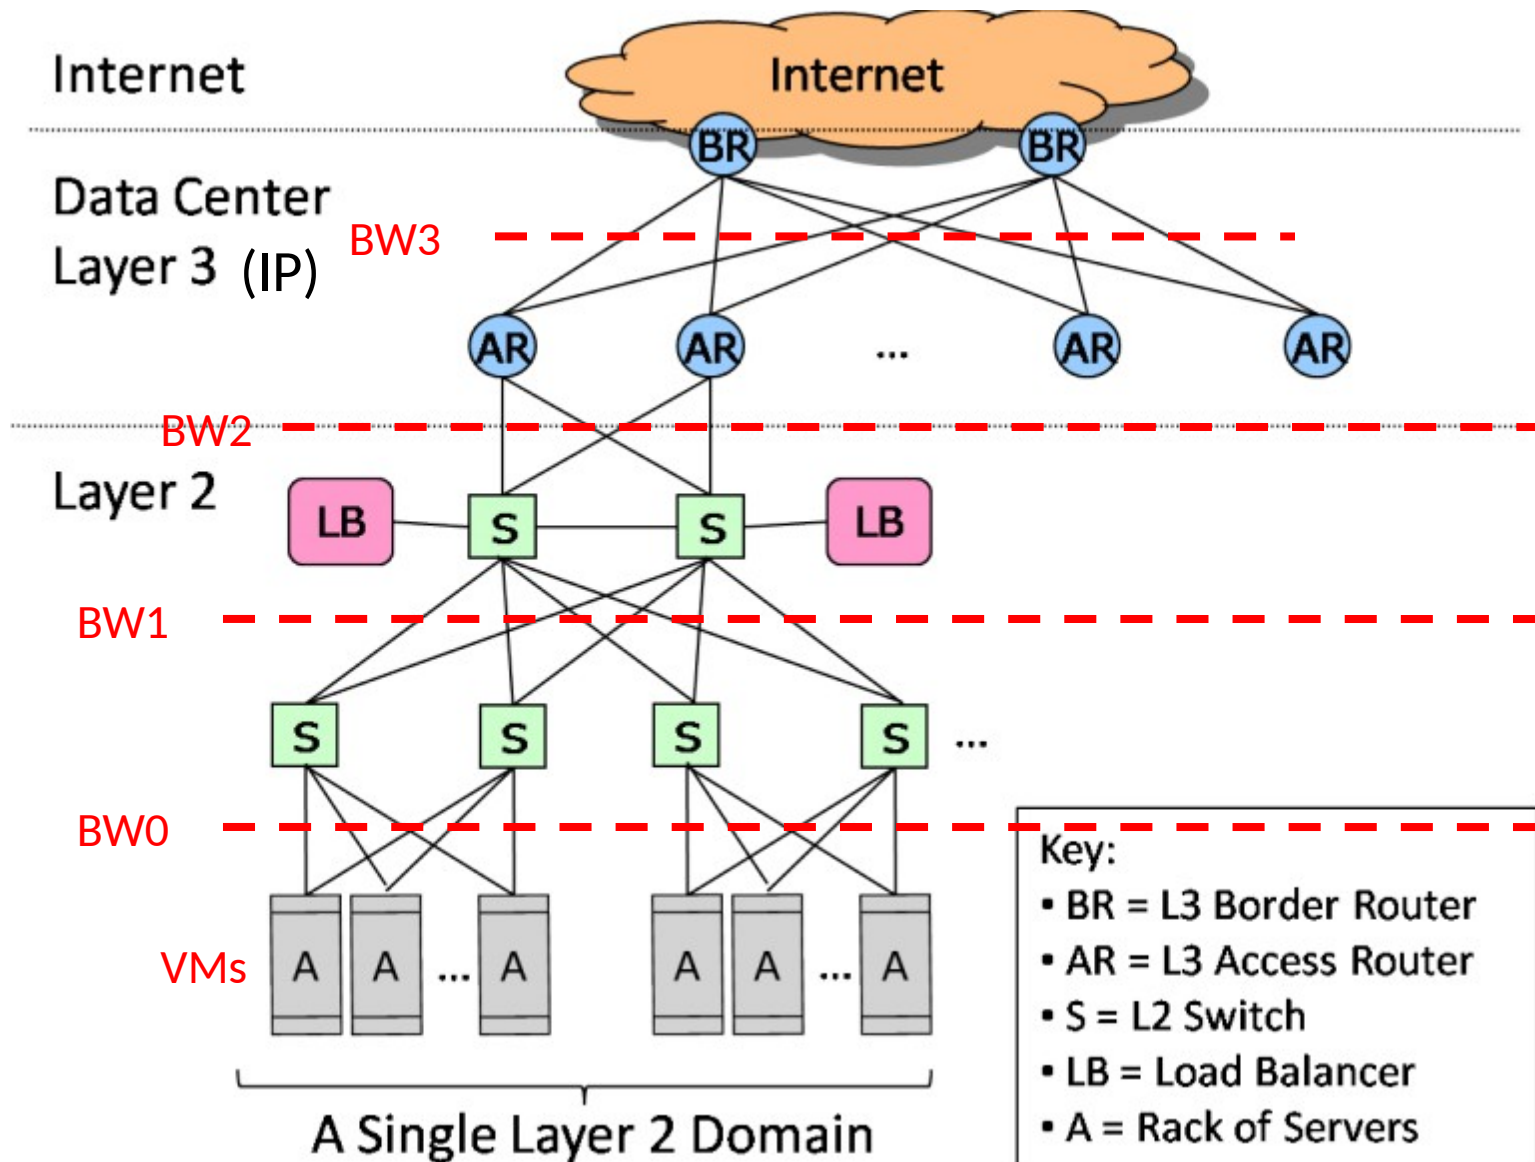 Internet
Internet
BR BR
Data Center
BW3
Layer 3 (IP)
AR AR ... AR AR
BW2
Layer 2
LB S S LB
BW1
S S S S ...
BW0
VMs
A A ... A A A ... A
A Single Layer 2 Domain
Key:
▪ BR = L3 Border Router
▪ AR = L3 Access Router
▪ S = L2 Switch
▪ LB = Load Balancer
▪ A = Rack of Servers